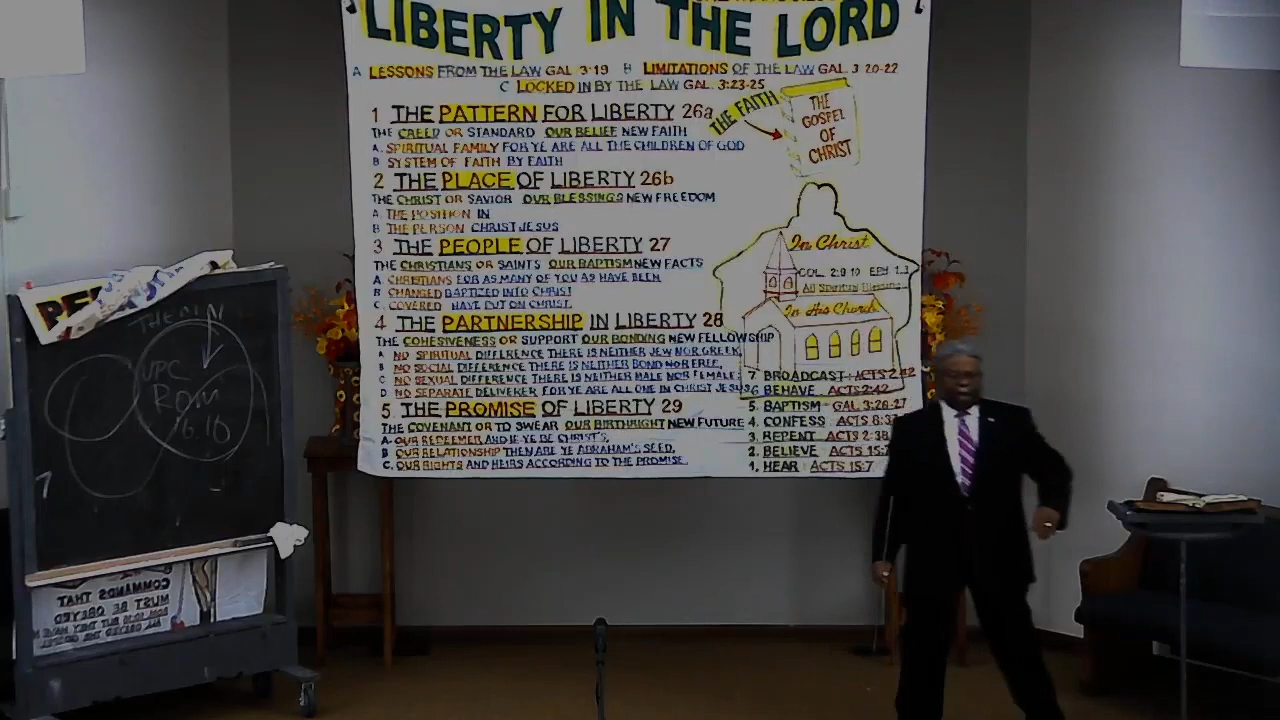 LIBERTY IN THE LORD
A LESSONS FROM THE LAW GAL. 3:19 B LIMITATIONS OF THE LAW GAL. 3 20-22
C LOCKED IN BY THE LAW GAL. 3:23-25
1 THE PATTERN FOR LIBERTY 26a
THE CREED OR STANDARD OUR BELIEF NEW FAITH
A. SPIRITUAL FAMILY FOR YE ARE ALL THE CHILDREN OF GOD
B SYSTEM OF FAITH BY FAITH
2 THE PLACE OF LIBERTY 26b
THE CHRIST OR SAVIOR OUR BLESSINGS NEW FREEDOM
A. THE POSITION IN
B THE PERSON CHRIST JESUS
3 THE PEOPLE OF LIBERTY 27
THE CHRISTIANS OR SAINTS OUR BAPTISM NEW FACTS
A CHRISTIANS FOR AS MANY OF YOU AS HAVE BEEN
B CHANGED BAPTIZED INTO CHRIST
C. COVERED HAVE PUT ON CHRIST.
4 THE PARTNERSHIP IN LIBERTY 28
THE COHESIVENESS OR SUPPORT OUR BONDING NEW FELLOWSHIP
A NO SPIRITUAL DIFFERENCE THERE IS NEITHER JEW NOR GREEK,
B NO SOCIAL DIFFERENCE THERE IS NEITHER BOND NOR FREE,
C NO SEXUAL DIFFERENCE THERE IS NEITHER MALE NOR FEMALE:
D NO SEPARATE DELIVERER FOR YE ARE ALL ONE IN CHRIST JESUS
5 THE PROMISE OF LIBERTY 29
THE COVENANT OR TO SWEAR OUR BIRTHRIGHT NEW FUTURE
A. OUR REDEEMER AND IF YE BE CHRIST'S,
B OUR RELATIONSHIP THEN ARE YE ABRAHAM'S SEED,
C. OUR RIGHTS AND HEIRS ACCORDING TO THE PROMISE.
THE FAITH
THE
GOSPEL
OF
CHRIST
In Christ
COL. 2:9 10 EPH 1:3
All Spiritual Blessings
In His Church
7 BROADCAST ACTS
6 BEHAVE ACTS 2:42
5. BAPTISM GAL 3:26-27
4. CONFESS ACTS
3. REPENT ACTS 2:38
2. BELIEVE ACTS
1. HEAR ACTS 15:7
UPC
Rom
16:16
COMMANDS THAT
MUST BE OBEYED